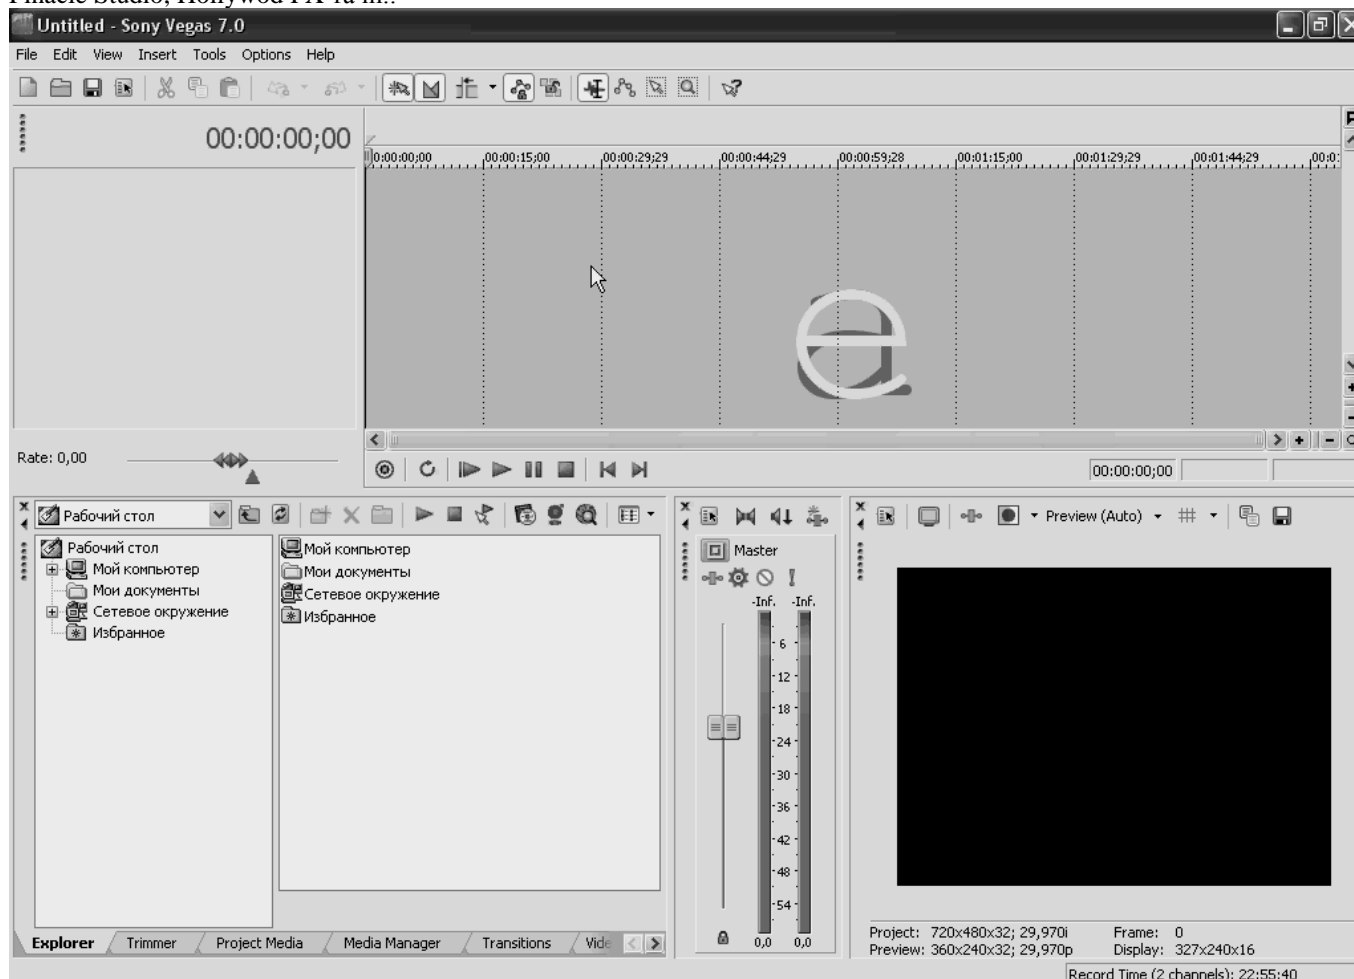 Untitled - Sony Vegas 7.0
File Edit View Insert Tools Options Help
00:00:00;00
00:00:15;00 00:00:29;29 00:00:44;29 00:00:59;28 00:01:15;00 00:01:29;29 00:01:44;29
Rate: 0,00
00:00:00;00
Рабочий стол
Preview (Auto)
Рабочий стол
Мой компьютер
Мои документы
Сетевое окружение
Избранное
Мой компьютер
Мои документы
Сетевое окружение
Избранное
Master
-Inf. -Inf.
6
12
18
24
30
36
42
48
54
0,0 0,0
Explorer Trimmer Project Media Media Manager Transitions
Project: 720x480x32; 29,970i Frame: 0
Preview: 360x240x32; 29,970p Display: 327x240x16
Record Time (2 channels): 22:55:40